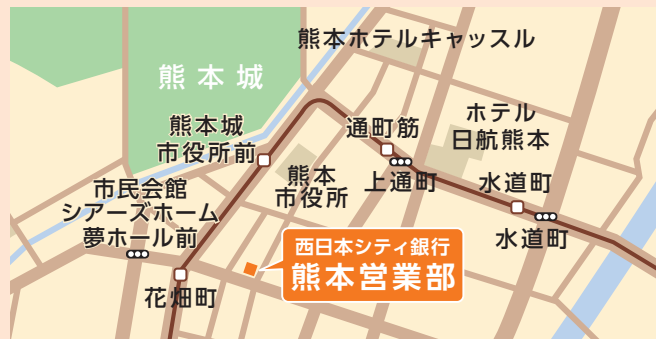 熊本ホテルキャッスル
熊本城
熊本城
市役所前
通町筋
ホテル
日航熊本
熊本
市役所
上通町
水道町
市民会館
シアーズホーム
夢ホール前
水道町
西日本シティ銀行
熊本営業部
花畑町